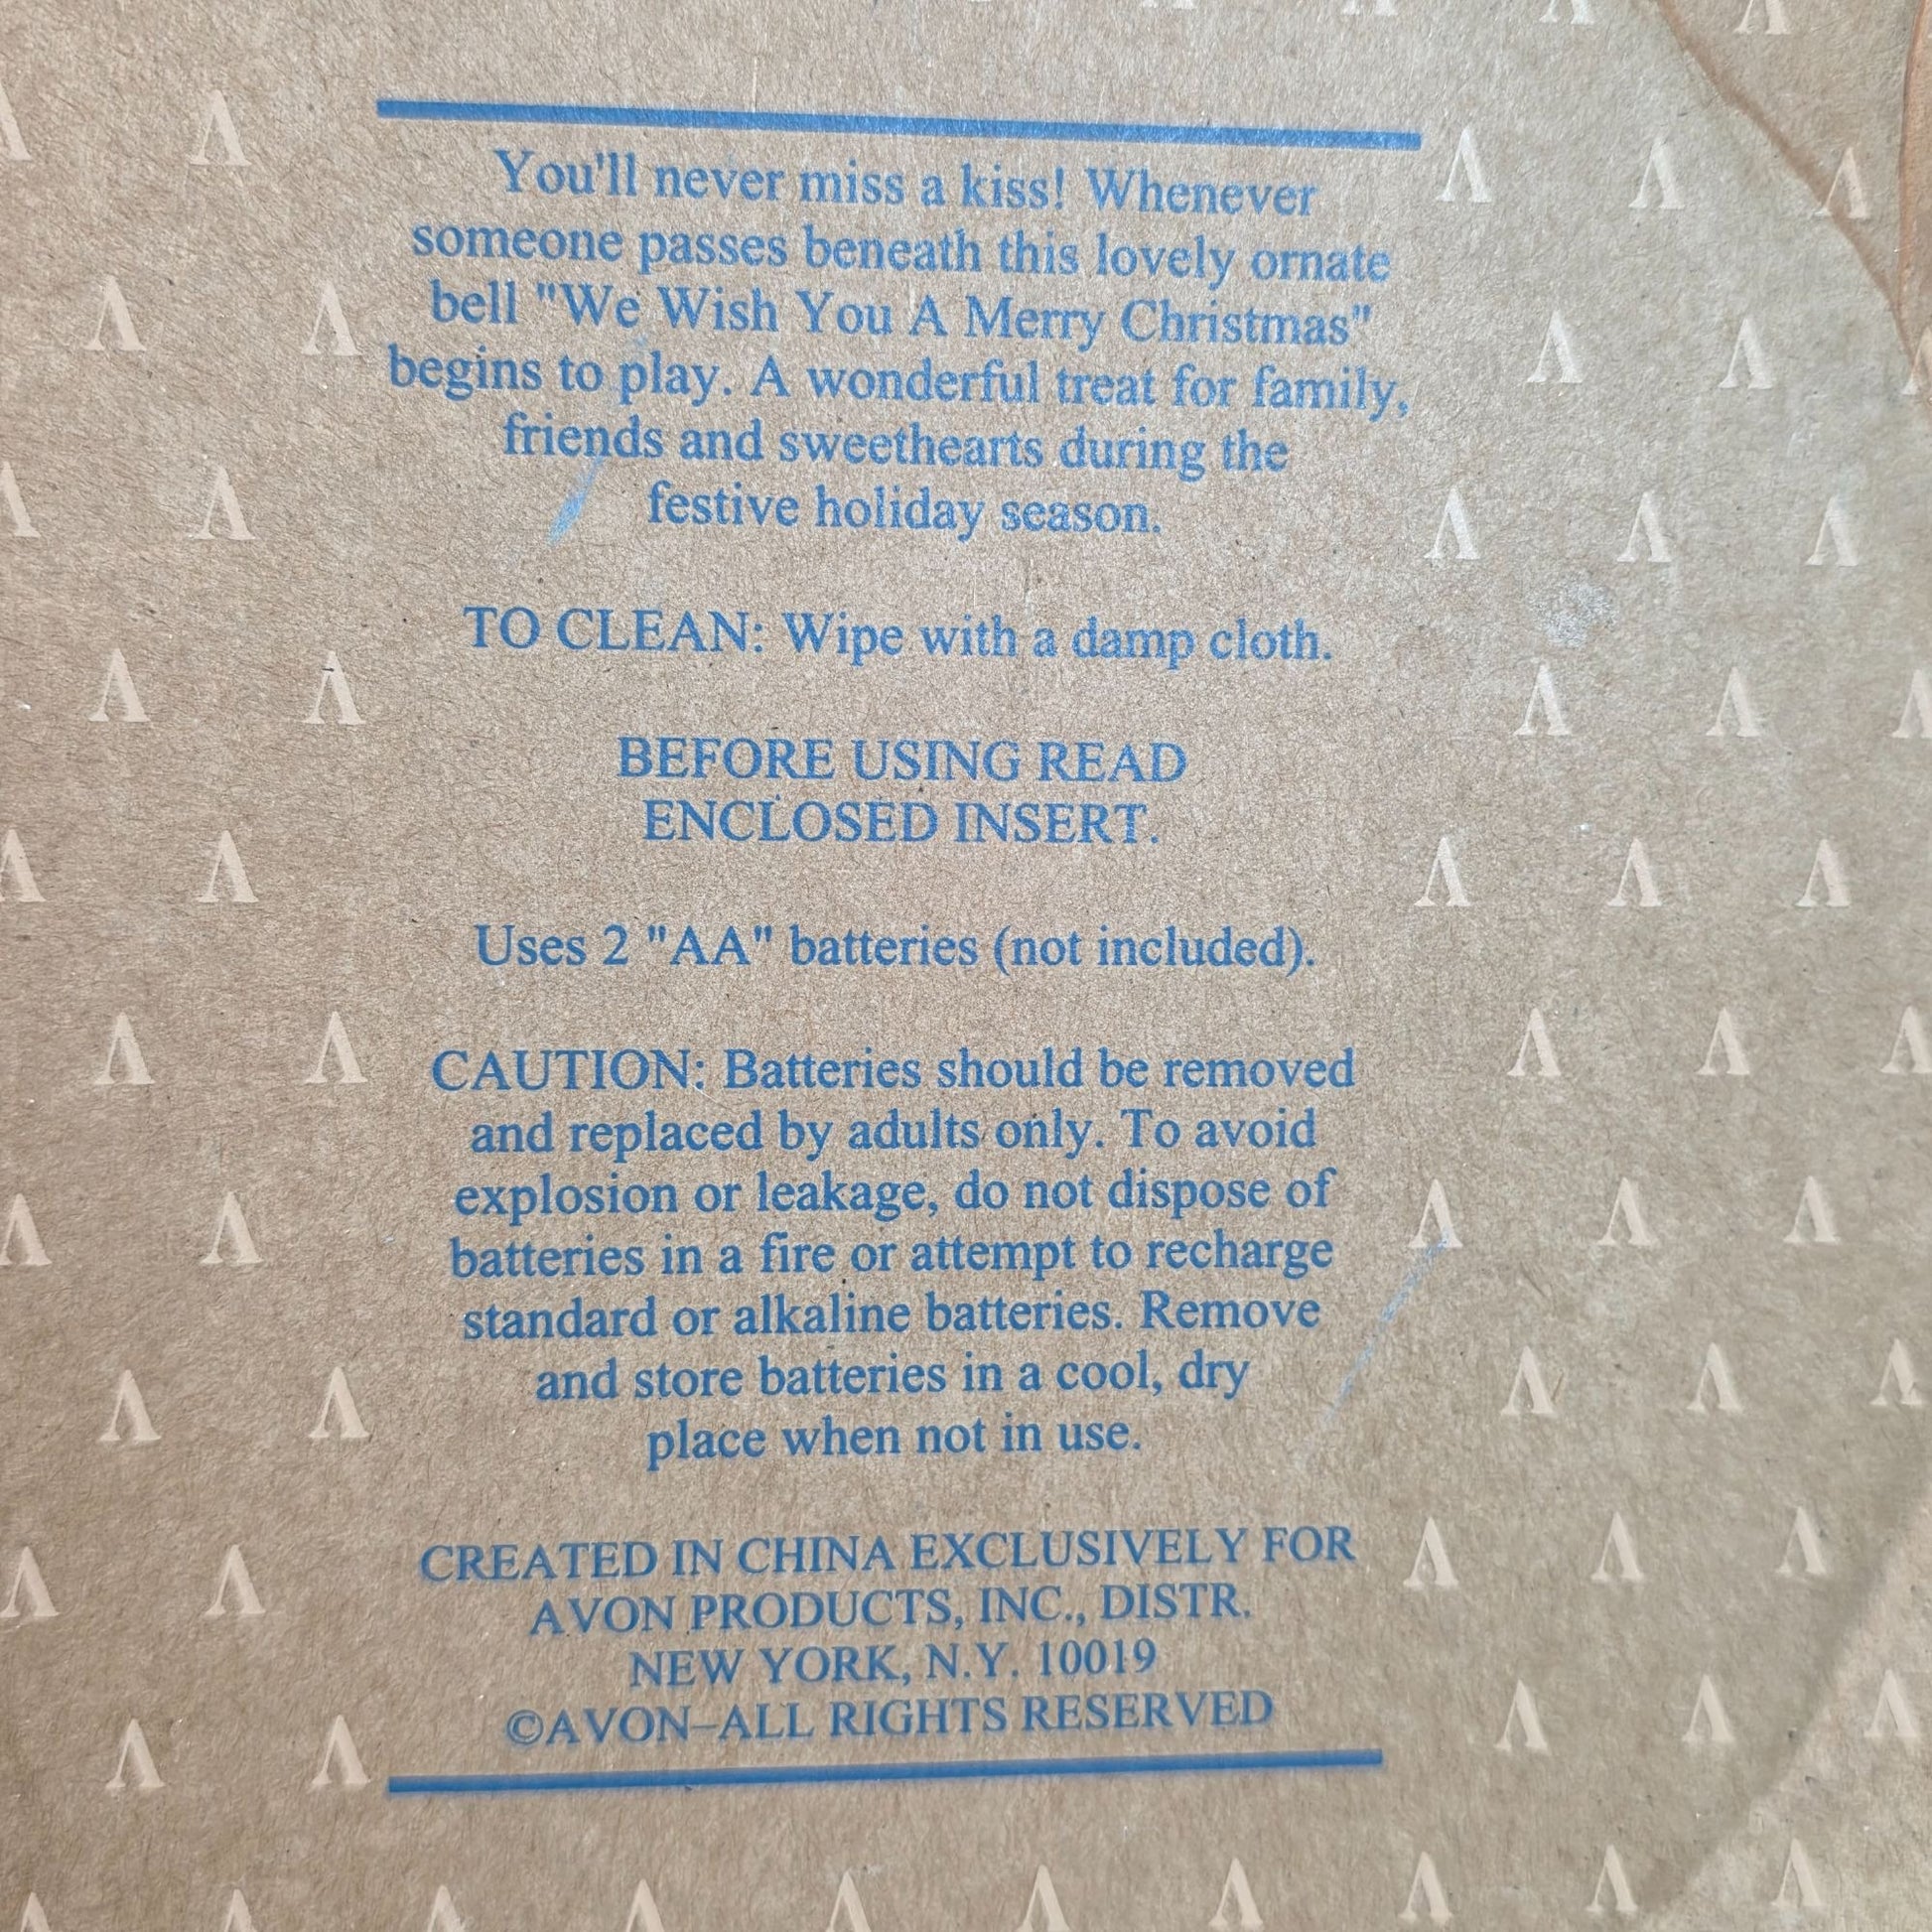 You'll never miss a kiss! Whenever
someone passes beneath this lovely ornate
bell "We Wish You A Merry Christmas"
begins to play. A wonderful treat for family,
friends and sweethearts during the
festive holiday season.
TO CLEAN: Wipe with a damp cloth.
BEFORE USING READ
ENCLOSED INSERT.
Uses 2 "AA" batteries (not included).
CAUTION: Batteries should be removed
and replaced by adults only. To avoid
explosion or leakage, do not dispose of
batteries in a fire or attempt to recharge
standard or alkaline batteries. Remove
and store batteries in a cool, dry
place when not in use.
CREATED IN CHINA EXCLUSIVELY FOR
AVON PRODUCTS, INC., DISTR.
NEW YORK, N.Y. 10019
©AVON–ALL RIGHTS RESERVED